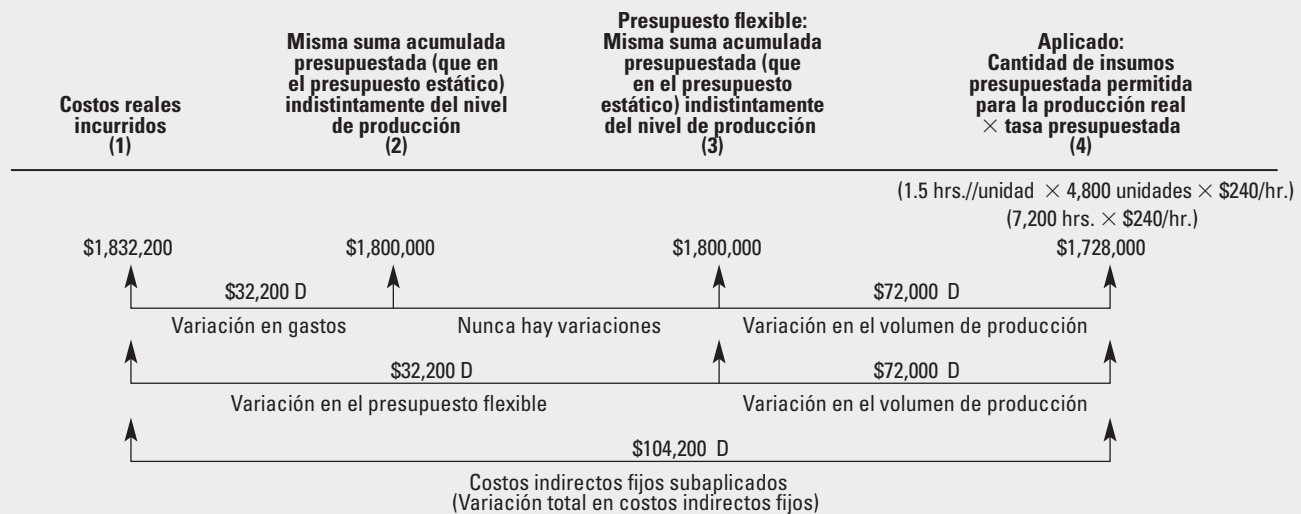 Costos reales
incurridos
(1)
Misma suma acumulada
presupuestada (que en
el presupuesto estático)
indistintamente del nivel
de producción
(2)
Presupuesto flexible:
Misma suma acumulada
presupuestada (que
en el presupuesto
estático) indistintamente
del nivel de producción
(3)
Aplicado:
Cantidad de insumos
presupuestada permitida
para la producción real
× tasa presupuestada
(4)
(1.5 hrs.//unidad × 4,800 unidades × $240/hr.)
(7,200 hrs. × $240/hr.)
$1,832,200 $1,800,000 $1,800,000 $1,728,000
$32,200 D $72,000 D
Variación en gastos Nunca hay variaciones Variación en el volumen de producción
$32,200 D $72,000 D
Variación en el presupuesto flexible Variación en el volumen de producción
$104,200 D
Costos indirectos fijos subaplicados
(Variación total en costos indirectos fijos)